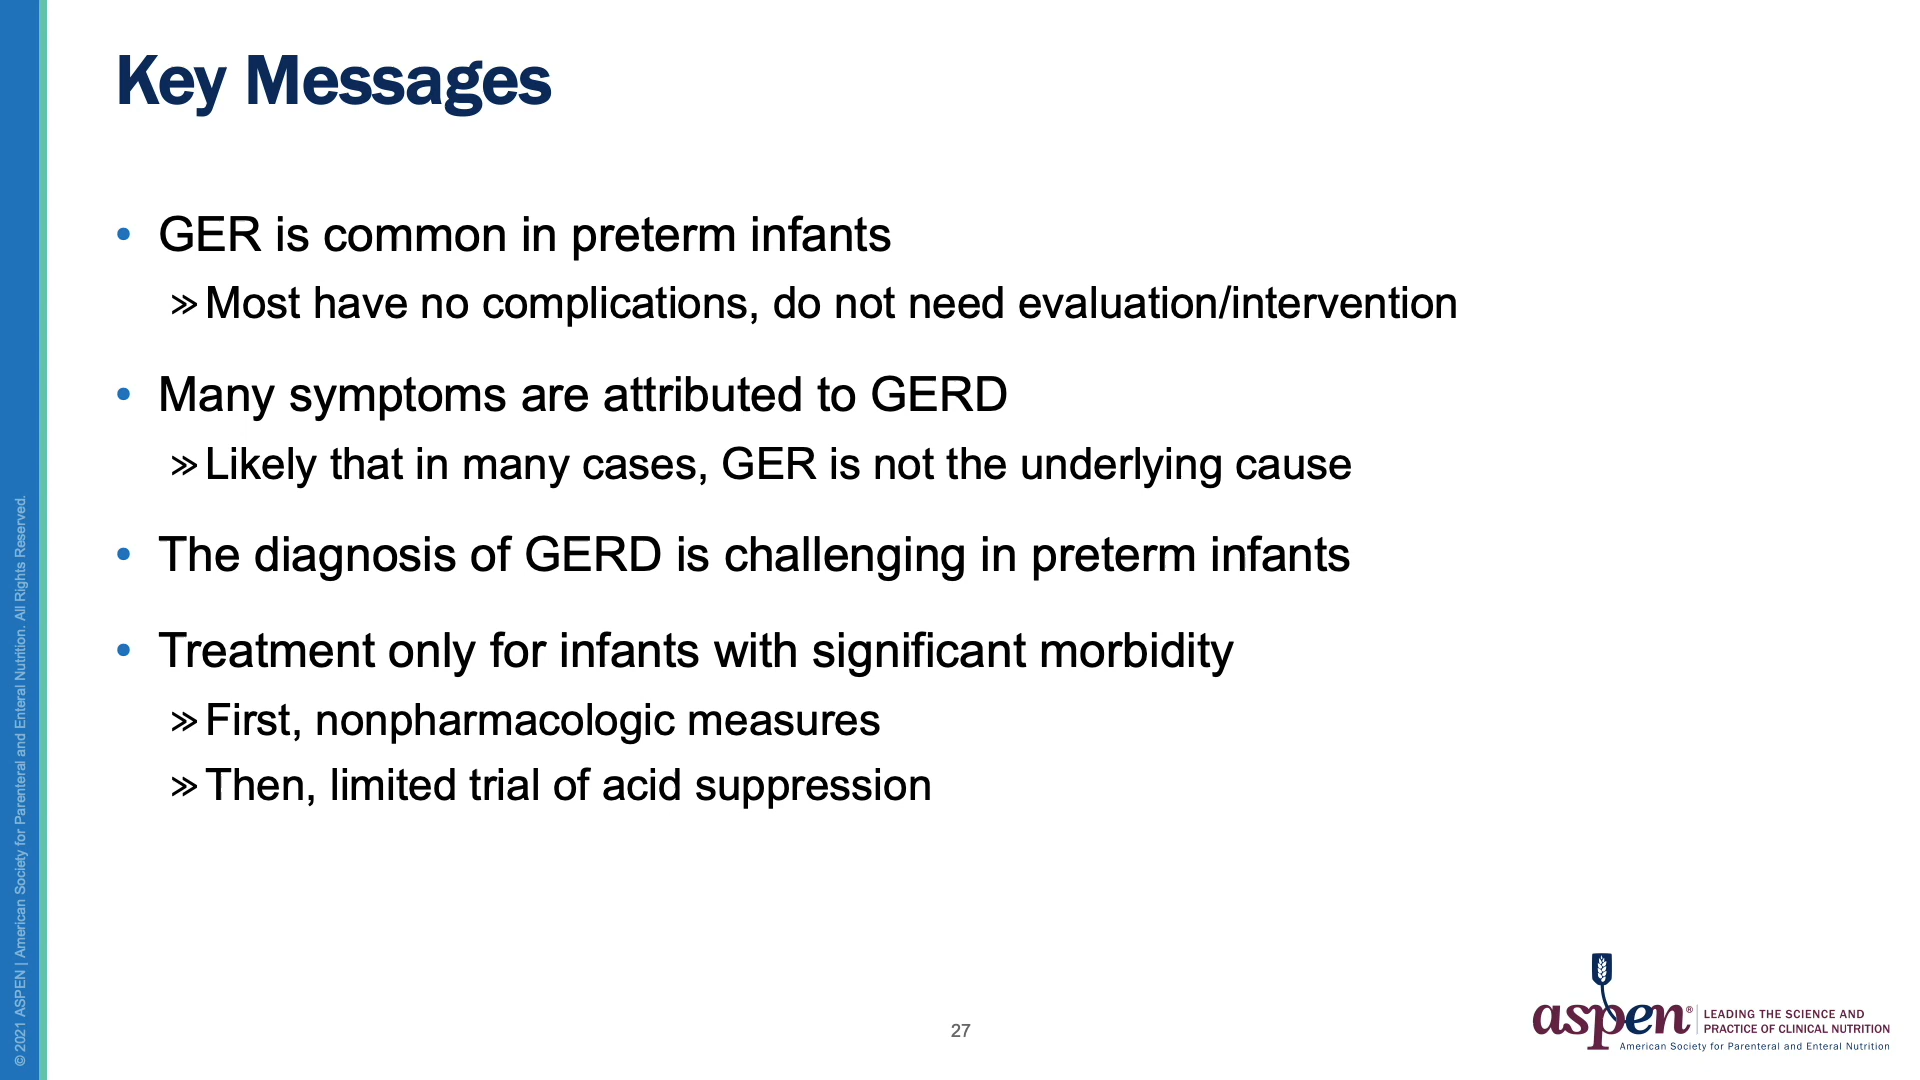 Key Messages
• GER is common in preterm infants
» Most have no complications, do not need evaluation/intervention
• Many symptoms are attributed to GERD
» Likely that in many cases, GER is not the underlying cause
• The diagnosis of GERD is challenging in preterm infants
• Treatment only for infants with significant morbidity
» First, nonpharmacologic measures
» Then, limited trial of acid suppression
© 2021 ASPEN | American Society for Parenteral and Enteral Nutrition. All Rights Reserved.
27
aspen®
LEADING THE SCIENCE AND
PRACTICE OF CLINICAL NUTRITION
American Society for Parenteral and Enteral Nutrition